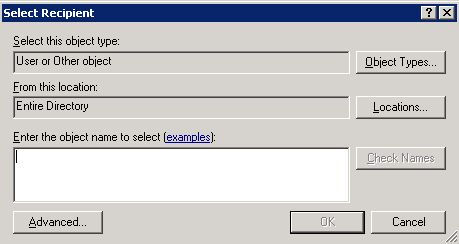 Select Recipient
Select this object type:
User or Other object
Object Types...
From this location:
Entire Directory
Locations...
Enter the object name to select (examples):
Check Names
Advanced...
OK
Cancel